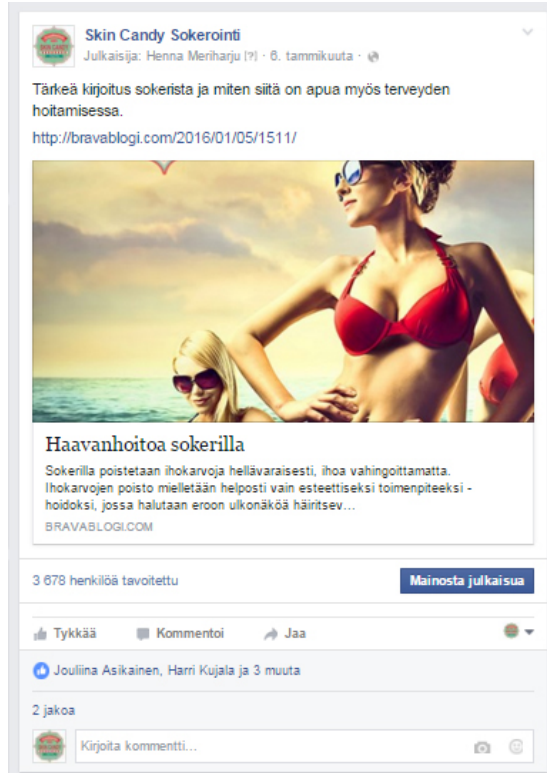 Skin Candy Sokerointi
Julkaisija: Henna Meriharju [?] · 6. tammikuuta ·
Tärkeä kirjoitus sokerista ja miten siitä on apua myös terveyden
hoitamisessa.
http://bravablogi.com/2016/01/05/1511/
Haavanhoitoa sokerilla
Sokerilla poistetaan ihokarvoja hellävaraisesti, ihoa vahingoittamatta.
Ihokarvojen poisto mielletään helposti vain esteettiseksi toimenpiteeksi -
hoidoksi, jossa halutaan eroon ulkonäköä häiritsev...
BRAVABLOGI.COM
3 678 henkilöä tavoitettu
Mainosta julkaisua
Tykkää Kommentoi Jaa
Jouliina Asikainen, Harri Kujala ja 3 muuta
2 jakoa
Kirjoita kommentti...